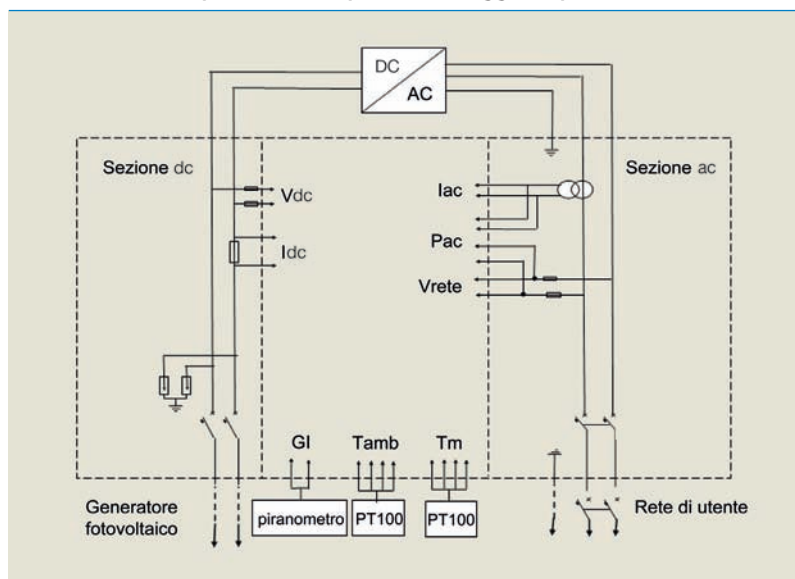 DC
AC
Sezione dc
Sezione ac
Vdc
Idc
Iac
Pac
Vrete
GI
Tamb
Tm
Generatore
fotovoltaico
piranometro
PT100
PT100
Rete di utente